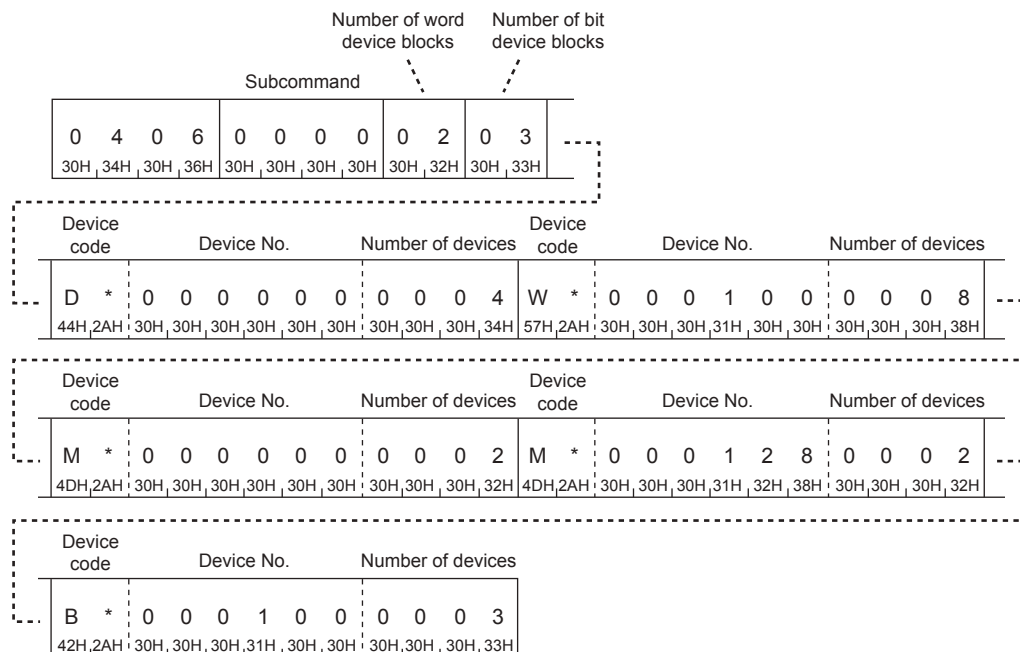 Number of word Number of bit
device blocks device blocks
Subcommand
0 4 0 6 0 0 0 0 0 2 0 3
30H 34H 30H 36H 30H 30H 30H 30H 30H 32H 30H 33H
Device Device
code Device No. Number of devices code Device No. Number of devices
D * 0 0 0 0 0 0 0 0 0 4 W * 0 0 0 1 0 0 0 0 0 8
44H 2AH 30H 30H 30H 30H 30H 30H 30H 30H 30H 34H 57H 2AH 30H 30H 30H 31H 30H 30H 30H 30H 30H 38H
Device Device
code Device No. Number of devices code Device No. Number of devices
M * 0 0 0 0 0 0 0 0 0 2 M * 0 0 0 1 2 8 0 0 0 2
4DH 2AH 30H 30H 30H 30H 30H 30H 30H 30H 30H 32H 4DH 2AH 30H 30H 30H 31H 32H 38H 30H 30H 30H 32H
Device
code Device No. Number of devices
B * 0 0 0 1 0 0 0 0 0 3
42H 2AH 30H 30H 30H 31H 30H 30H 30H 30H 30H 33H